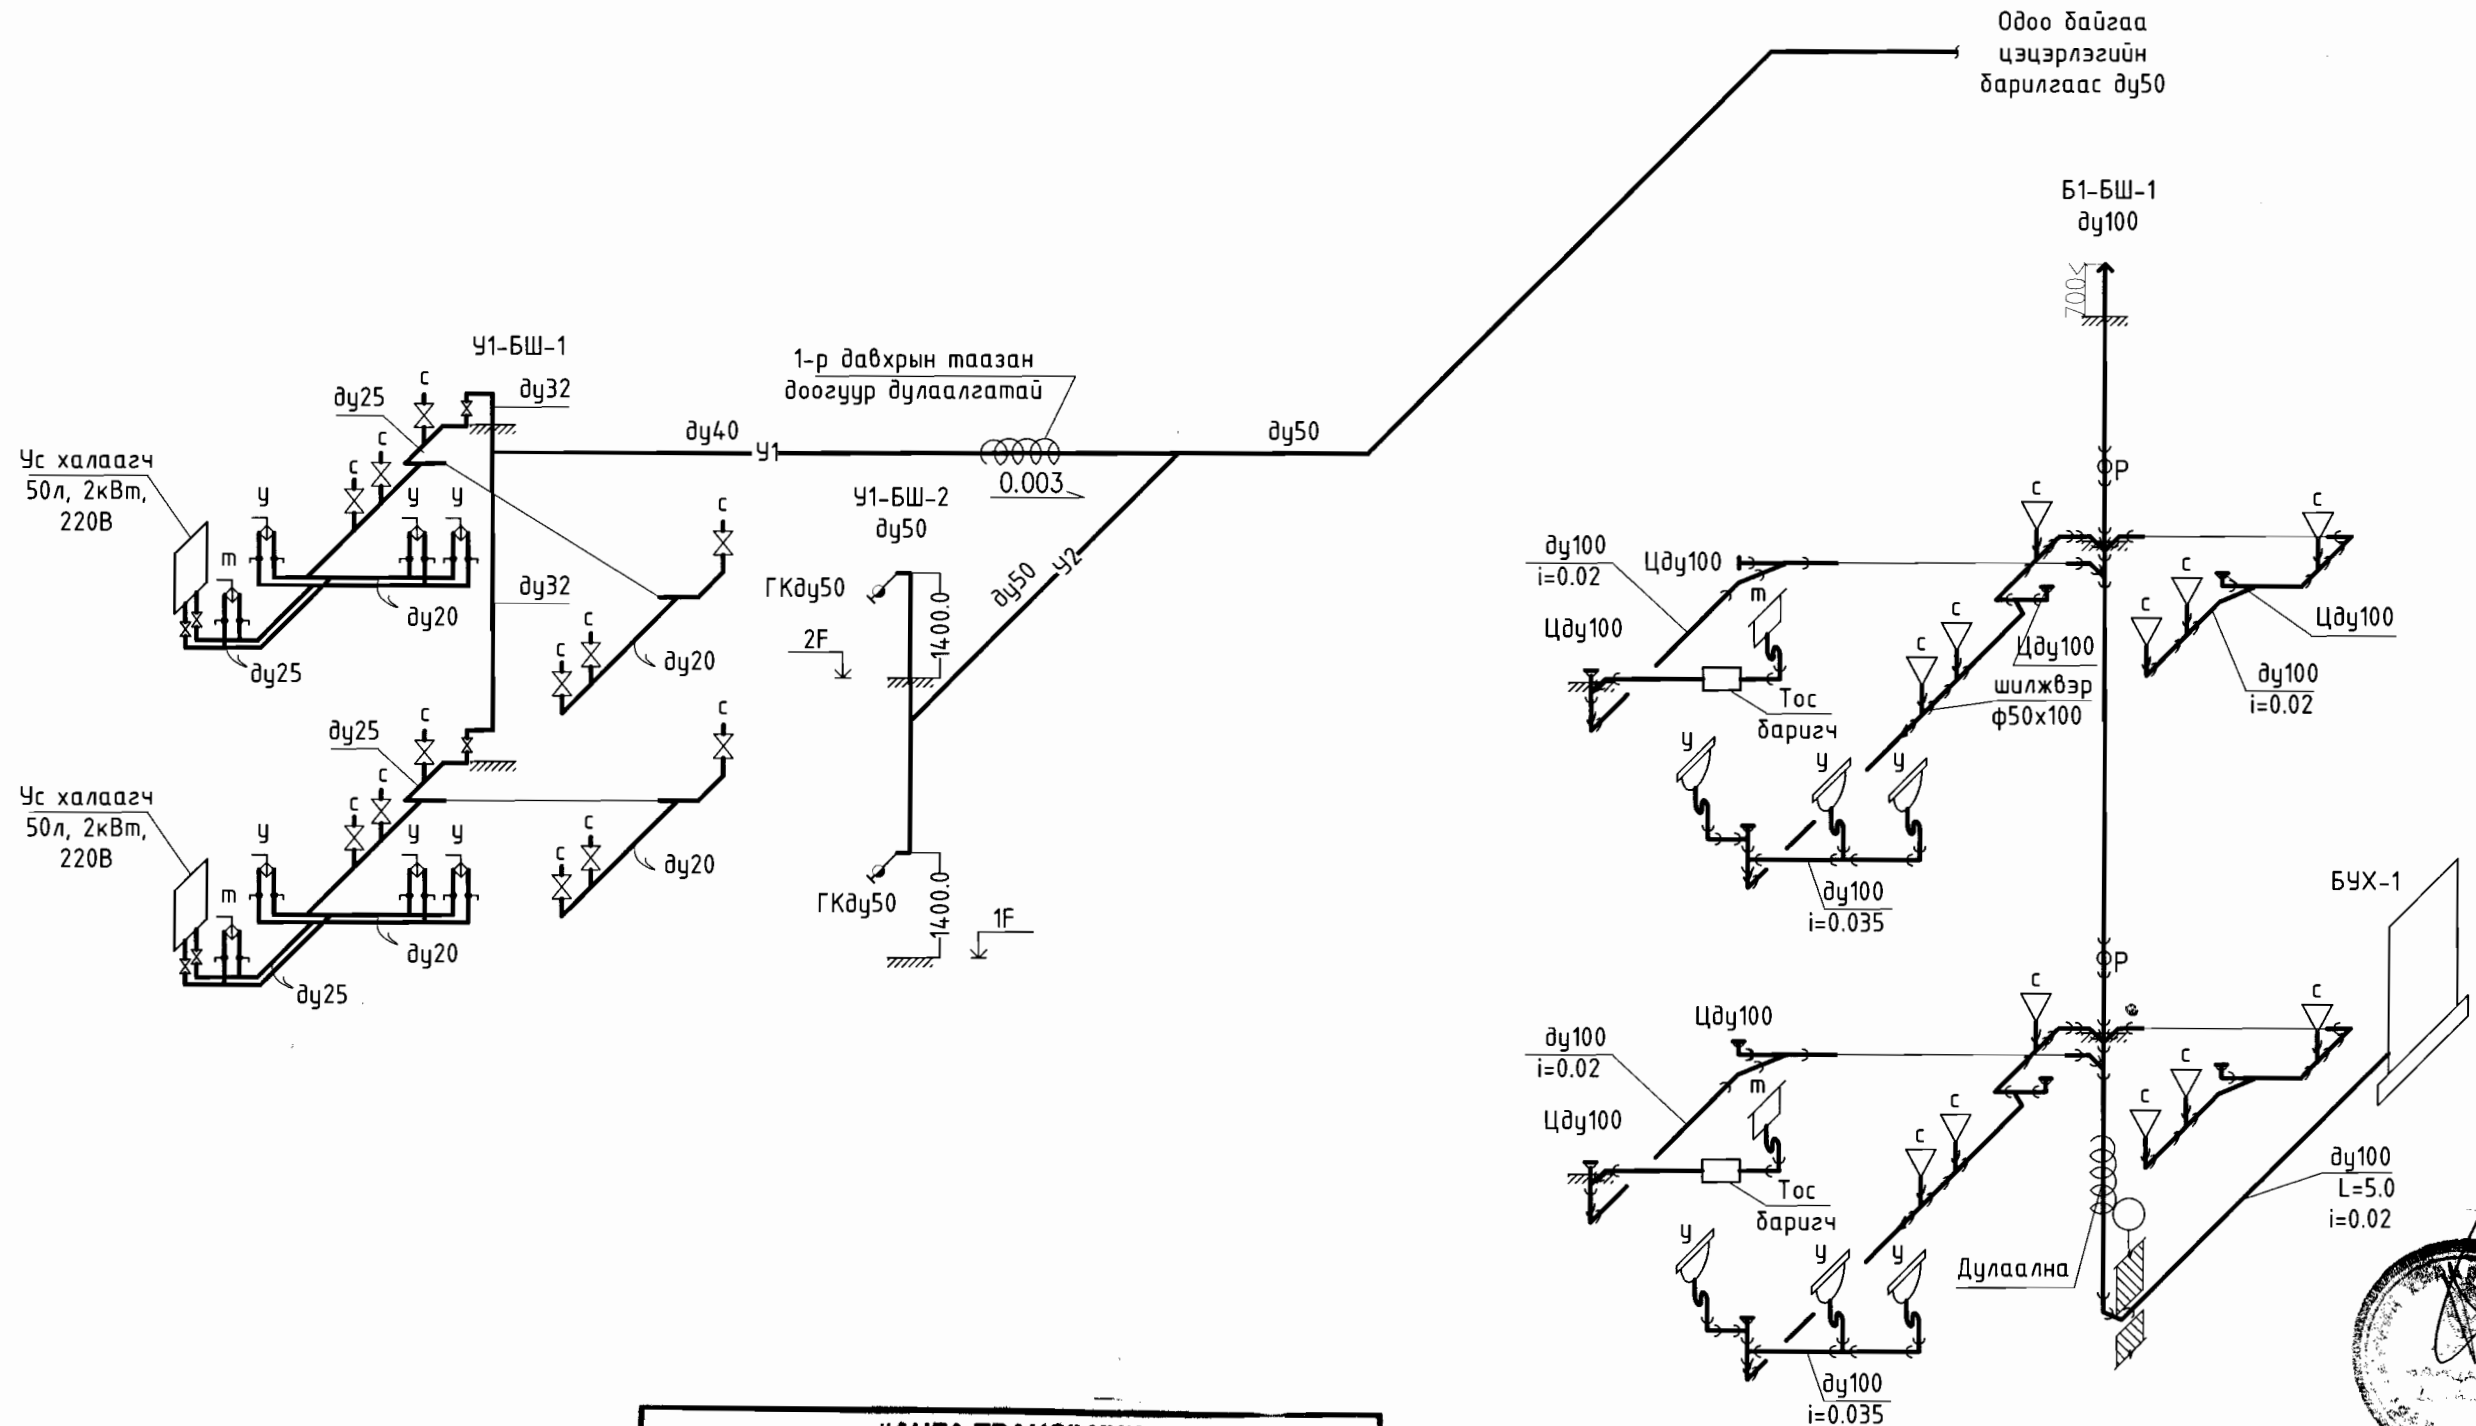 Одоо байгаа
цэцэрлэгийн
барилгаас ду50
Б1-БШ-1
ду100
700
У1-БШ-1
ду32
с
ду25
с
с
Ус халаагч
50л, 2кВт,
220В
у
у
у
т
ду20
ду25
ду32
ду40
У1
1-р давхрын таазан
доогуур дулаалгатай
0.003
ду50
У1-БШ-2
ду50
ГКду50
1400.0
2F
ду50
У2
с
с
с
ду20
ГКду50
1400.0
1F
с
ду25
с
с
Ус халаагч
50л, 2кВт,
220В
у
у
у
т
ду20
ду25
с
с
с
ду20
Р
с
с
ду100
i=0.02
Цду100
т
Цду100
с
с
с
с
Цду100
Цду100
ду100
i=0.02
шилжвэр
ф50х100
Тос
баригч
у
у
у
ду100
i=0.035
БУХ-1
Р
с
с
Цду100
ду100
i=0.02
т
Цду100
с
с
с
с
Тос
баригч
ду100
L=5.0
i=0.02
Дулаална
у
у
у
ду100
i=0.035